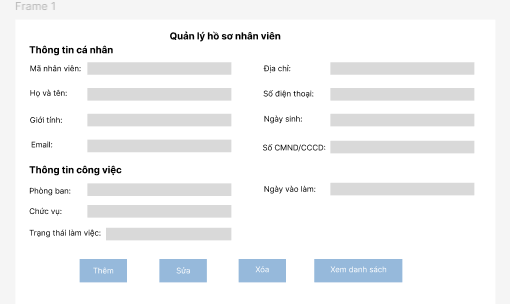 Frame 1
Quản lý hồ sơ nhân viên
Thông tin cá nhân
Mã nhân viên:
Địa chỉ:
Họ và tên:
Số điện thoại:
Giới tính:
Ngày sinh:
Email:
Số CMND/CCCD:
Thông tin công việc
Phòng ban:
Ngày vào làm:
Chức vụ:
Trạng thái làm việc:
Thêm
Sửa
Xóa
Xem danh sách